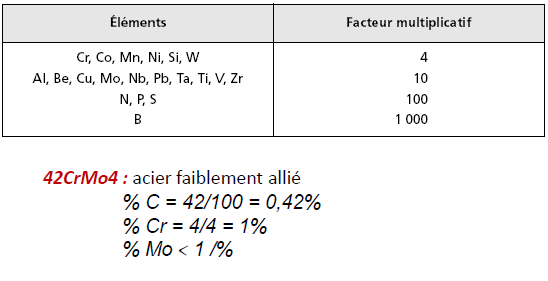 Éléments Facteur multiplicatif
Cr, Co, Mn, Ni, Si, W 4
Al, Be, Cu, Mo, Nb, Pb, Ta, Ti, V, Zr 10
N, P, S 100
B 1 000
42CrMo4 : acier faiblement allié
% C = 42/100 = 0,42%
% Cr = 4/4 = 1%
% Mo < 1 /%